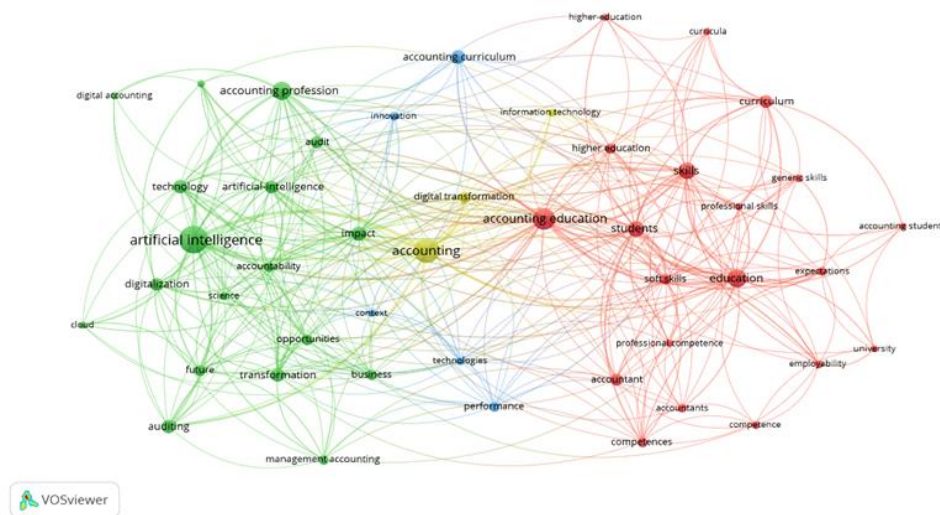 higher-education
curricula
accounting curriculum
accounting profession
digital accounting
curriculum
innovation
information technology
audit
higher education
skills
generic skills
technology
artificial-intelligence
digital transformation
professional skills
accounting education
students
accounting student
artificial intelligence
impact
accounting
accountability
soft skills
education
expectations
digitalization
science
context
cloud
opportunities
professional competence
university
technologies
employability
future
transformation
business
accountant
performance
accountants
auditing
competence
competences
management accounting
VOSviewer